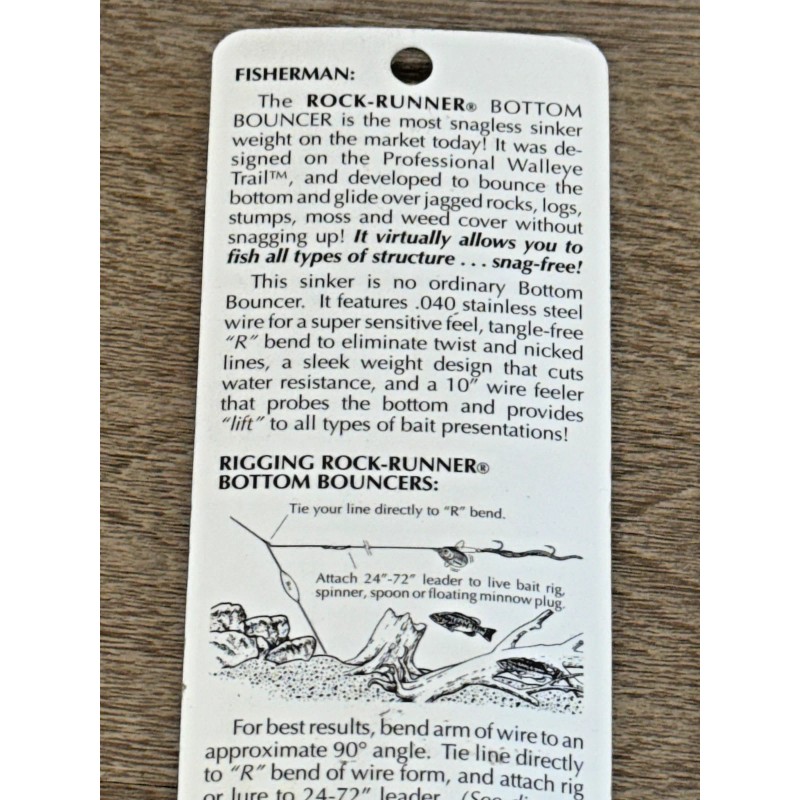 FISHERMAN:
The ROCK-RUNNER® BOTTOM
BOUNCER is the most snagless sinker
weight on the market today! It was de-
signed on the Professional Walleye
Trail™, and developed to bounce the
bottom and glide over jagged rocks, logs,
stumps, moss and weed cover without
snagging up! It virtually allows you to
fish all types of structure . . . snag-free!
This sinker is no ordinary Bottom
Bouncer. It features .040 stainless steel
wire for a super sensitive feel, tangle-free
“R” bend to eliminate twist and nicked
lines, a sleek weight design that cuts
water resistance, and a 10” wire feeler
that probes the bottom and provides
“lift” to all types of bait presentations!
RIGGING ROCK-RUNNER®
BOTTOM BOUNCERS:
Tie your line directly to “R” bend.
Attach 24”-72” leader to live bait rig,
spinner, spoon or floating minnow plug.
For best results, bend arm of wire to an
approximate 90° angle. Tie line directly
to “R” bend of wire form, and attach rig
or lure to 24-72” leader. (See